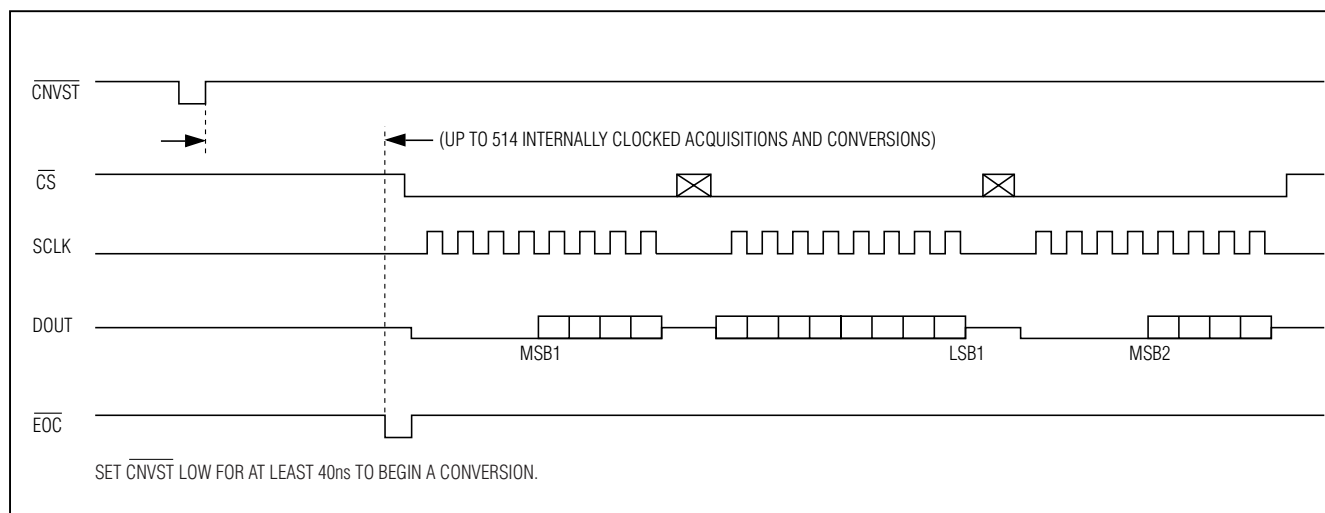 CNVST
(UP TO 514 INTERNALLY CLOCKED ACQUISITIONS AND CONVERSIONS)
CS
SCLK
DOUT
MSB1
LSB1
MSB2
EOC
SET CNVST LOW FOR AT LEAST 40ns TO BEGIN A CONVERSION.